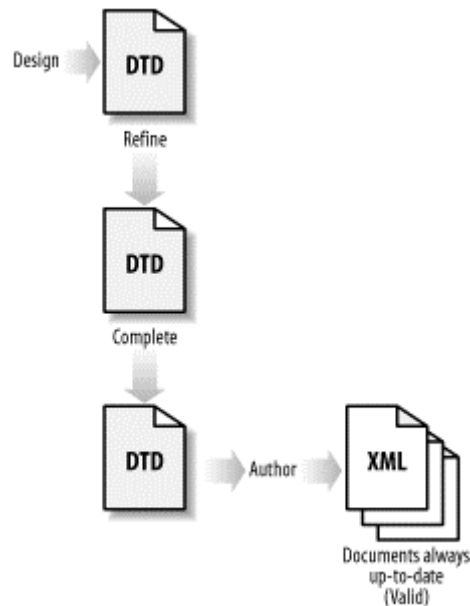 Design
DTD
Refine
DTD
Complete
DTD
Author
XML
Documents always
up-to-date
(Valid)